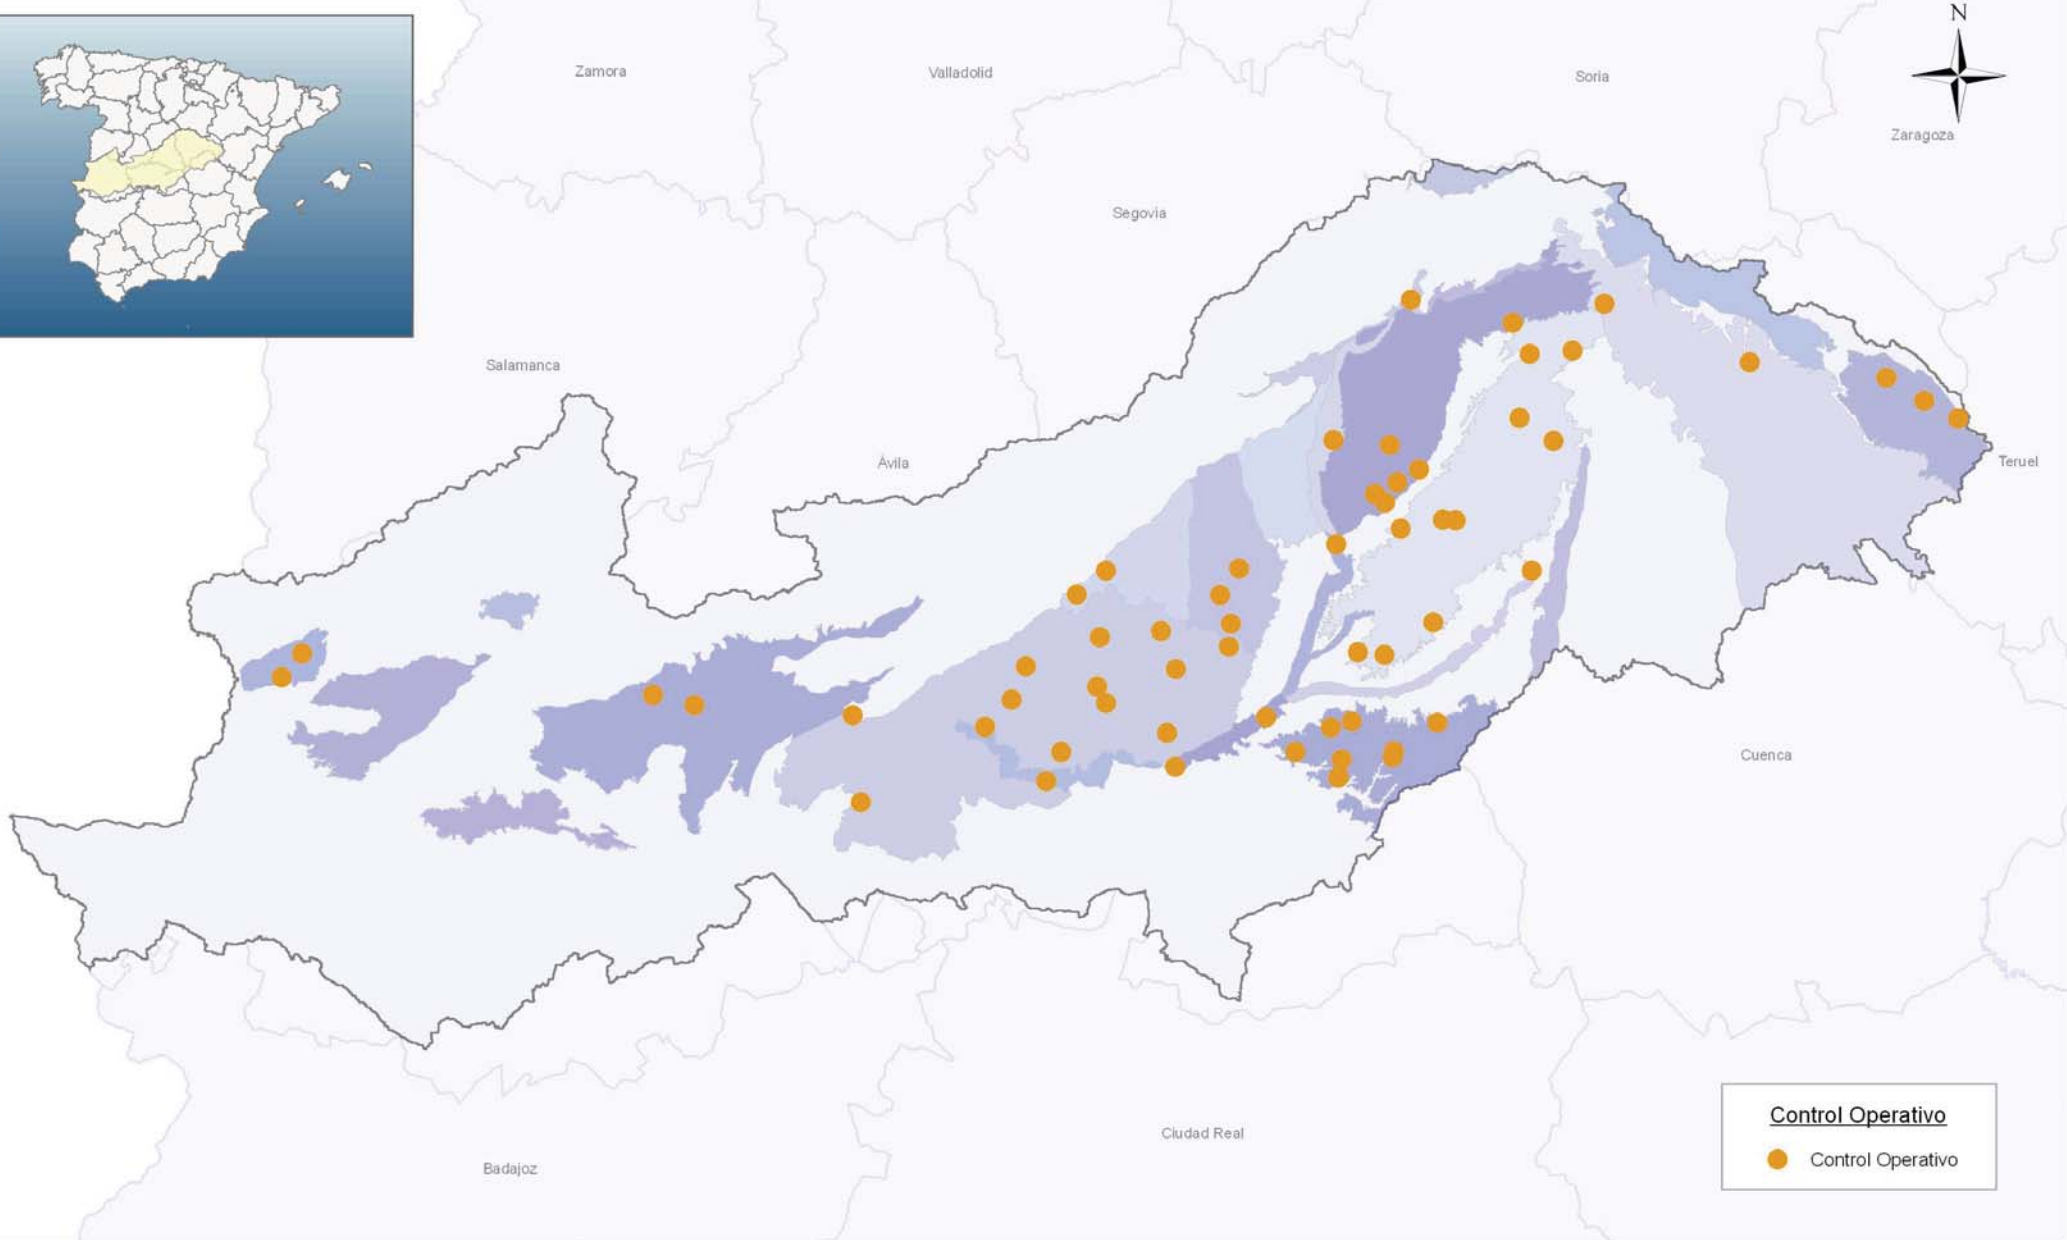 N
Zamora
Valladolid
Soria
Zaragoza
Segovia
Salamanca
Ávila
Teruel
Cuenca
Control Operativo
Control Operativo
Ciudad Real
Badajoz